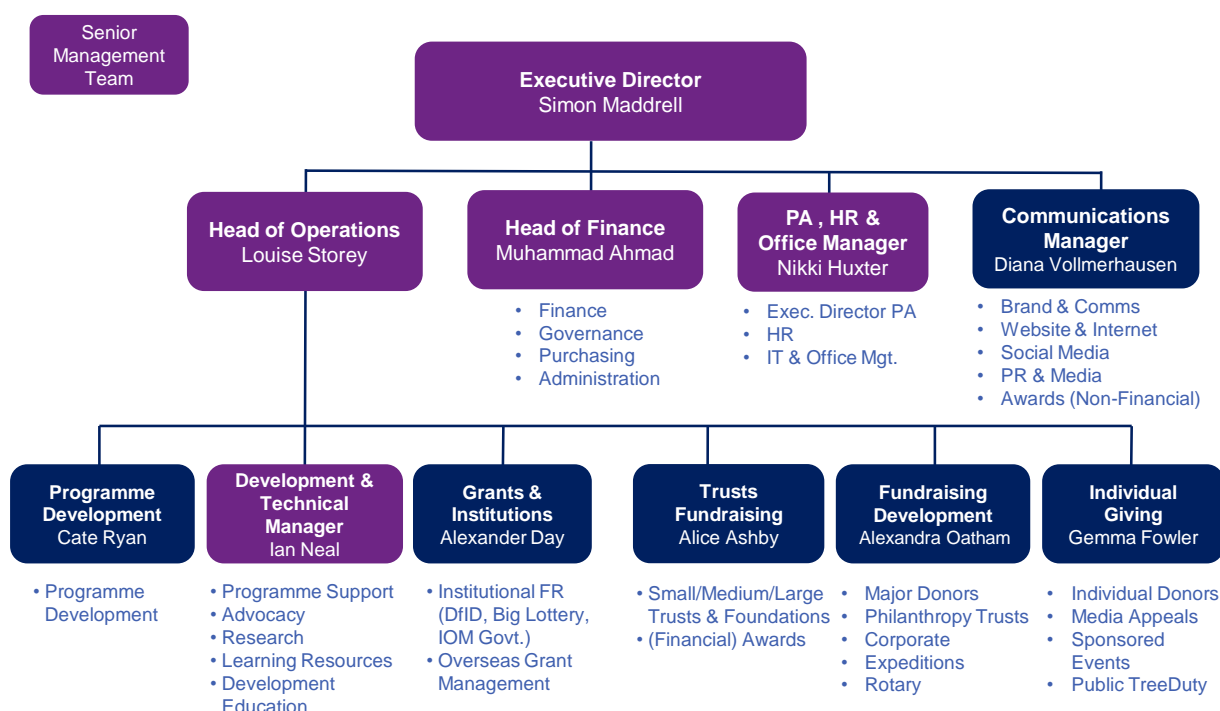 Senior
Management
Team
Executive Director
Simon Maddrell
Head of Operations
Louise Storey
Head of Finance
Muhammad Ahmad
• Finance
• Governance
• Purchasing
• Administration
PA , HR &
Office Manager
Nikki Huxter
• Exec. Director PA
• HR
• IT & Office Mgt.
Communications
Manager
Diana Vollmerhausen
• Brand & Comms
• Website & Internet
• Social Media
• PR & Media
• Awards (Non-Financial)
Programme
Development
Cate Ryan
• Programme
Development
Development &
Technical
Manager
Ian Neal
• Programme Support
• Advocacy
• Research
• Learning Resources
• Development
Education
Grants &
Institutions
Alexander Day
• Institutional FR
(DfID, Big Lottery,
IOM Govt.)
• Overseas Grant
Management
Trusts
Fundraising
Alice Ashby
• Small/Medium/Large
Trusts & Foundations
• (Financial) Awards
Fundraising
Development
Alexandra Oatham
• Major Donors
• Philanthropy Trusts
• Corporate
• Expeditions
• Rotary
Individual
Giving
Gemma Fowler
• Individual Donors
• Media Appeals
• Sponsored
Events
• Public TreeDuty